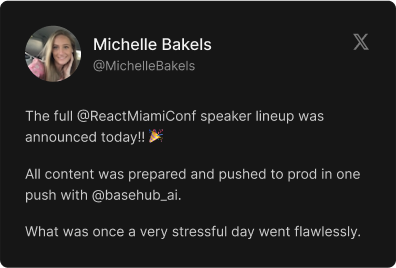 Michelle Bakels
@MichelleBakels
The full @ReactMiamiConf speaker lineup was
announced today!! 🎉
All content was prepared and pushed to prod in one
push with @basehub_ai.
What was once a very stressful day went flawlessly.